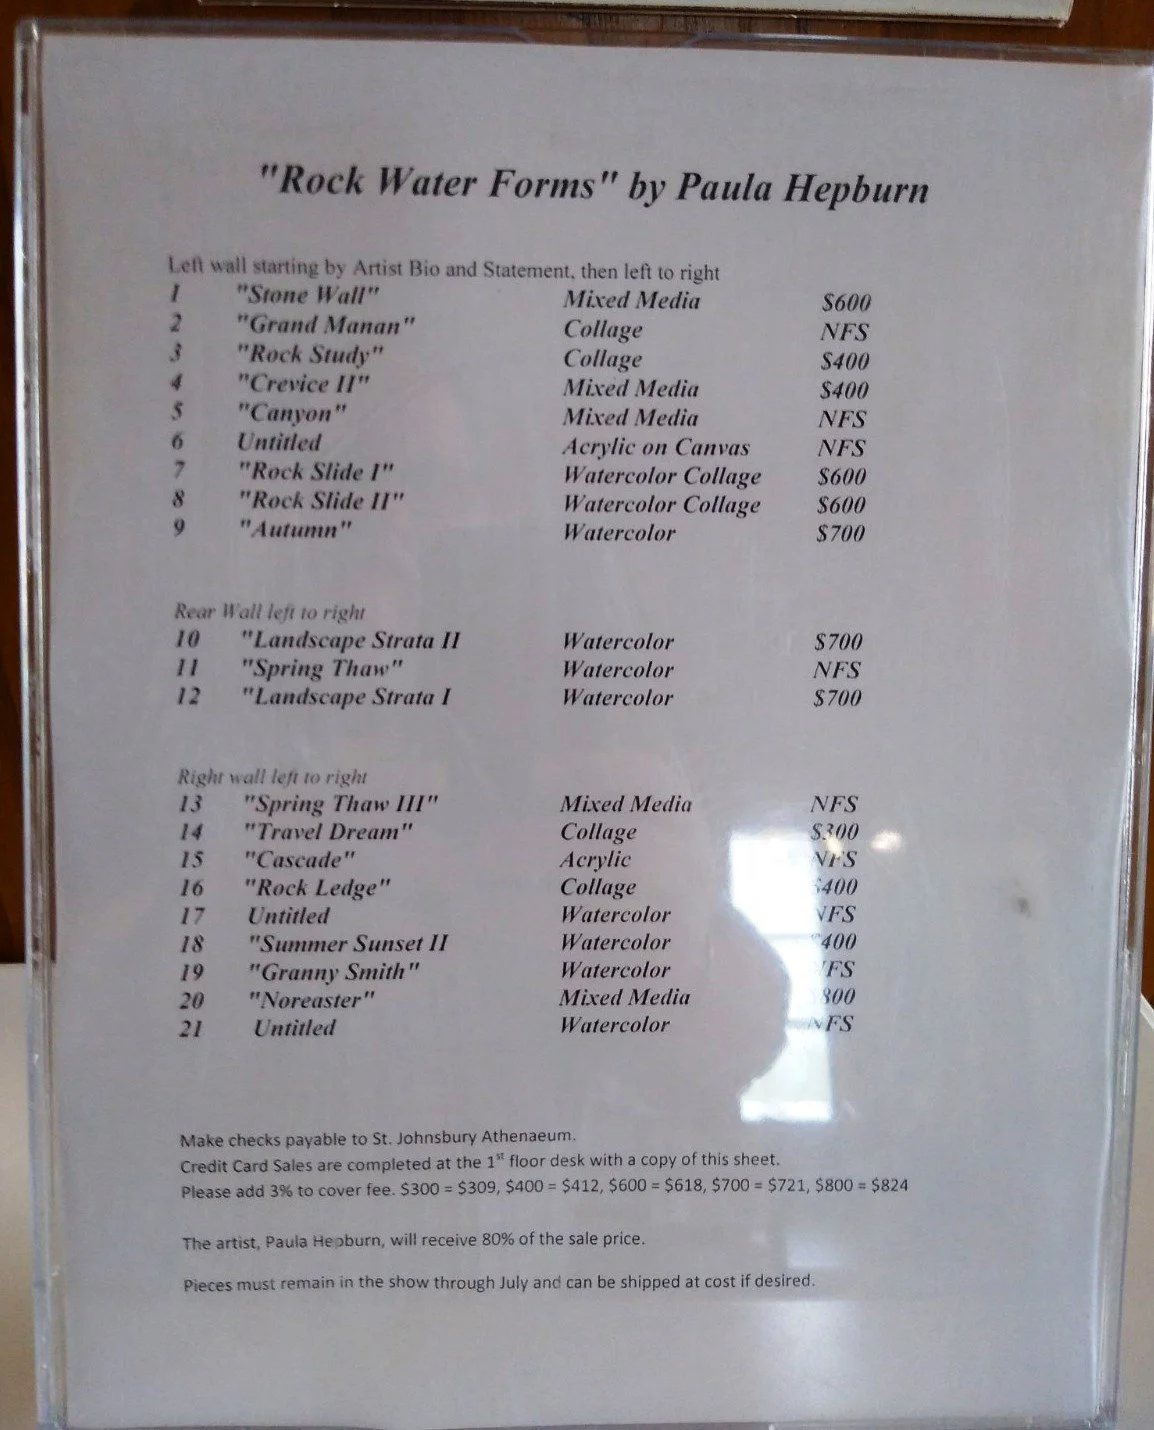 "Rock Water Forms" by Paula Hepburn
Left wall starting by Artist Bio and Statement, then left to right
1 "Stone Wall" Mixed Media $600
2 "Grand Manan" Collage NFS
3 "Rock Study" Collage $400
4 "Crevice II" Mixed Media $400
5 "Canyon" Mixed Media NFS
6 Untitled Acrylic on Canvas NFS
7 "Rock Slide I" Watercolor Collage $600
8 "Rock Slide II" Watercolor Collage $600
9 "Autumn" Watercolor $700
Rear Wall left to right
10 "Landscape Strata II Watercolor $700
11 "Spring Thaw" Watercolor NFS
12 "Landscape Strata I Watercolor $700
Right wall left to right
13 "Spring Thaw III" Mixed Media NFS
14 "Travel Dream" Collage $300
15 "Cascade" Acrylic NFS
16 "Rock Ledge" Collage $400
17 Untitled Watercolor NFS
18 "Summer Sunset II Watercolor $400
19 "Granny Smith" Watercolor NFS
20 "Noreaster" Mixed Media $800
21 Untitled Watercolor NFS
Make checks payable to St. Johnsbury Athenaeum.
Credit Card Sales are completed at the 1st floor desk with a copy of this sheet.
Please add 3% to cover fee. $300 = $309, $400 = $412, $600 = $618, $700 = $721, $800 = $824
The artist, Paula Hepburn, will receive 80% of the sale price.
Pieces must remain in the show through July and can be shipped at cost if desired.